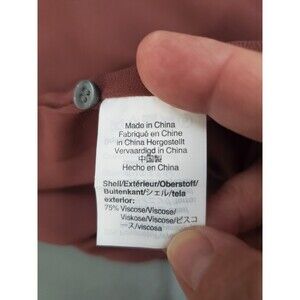 Made in China
Fabriqué en Chine
in China Hergestellt
Vervaardigd in China
中国製
Hecho en China
Shell/Extérieur/Oberstoff/
Buitenkant/シェル/tela
exterior:
75% Viscose/Viscose/
Viskose/Viscose/ビスコ
ース/viscosa